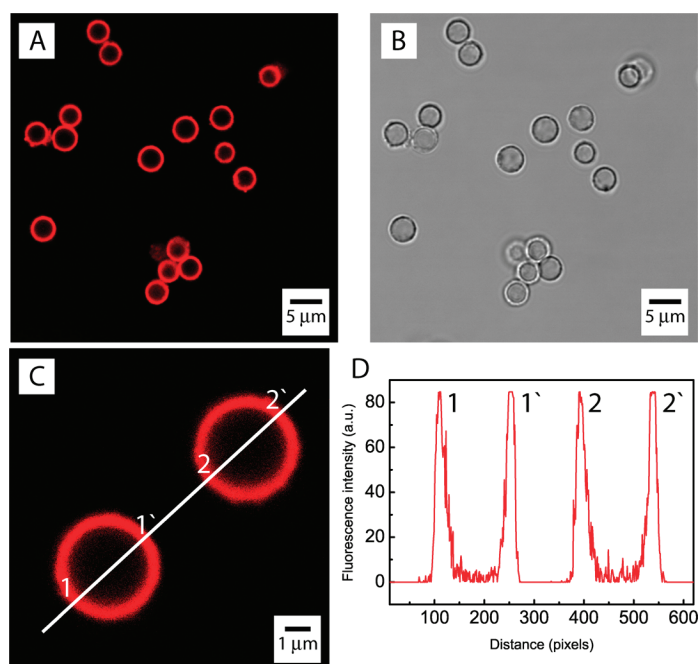 A
B
5 μm
5 μm
C
2`
2
1`
1
1 μm
D
Fluorescence intensity (a.u.)
80
60
40
20
0
1
1`
2
2`
100
200
300
400
500
600
Distance (pixels)